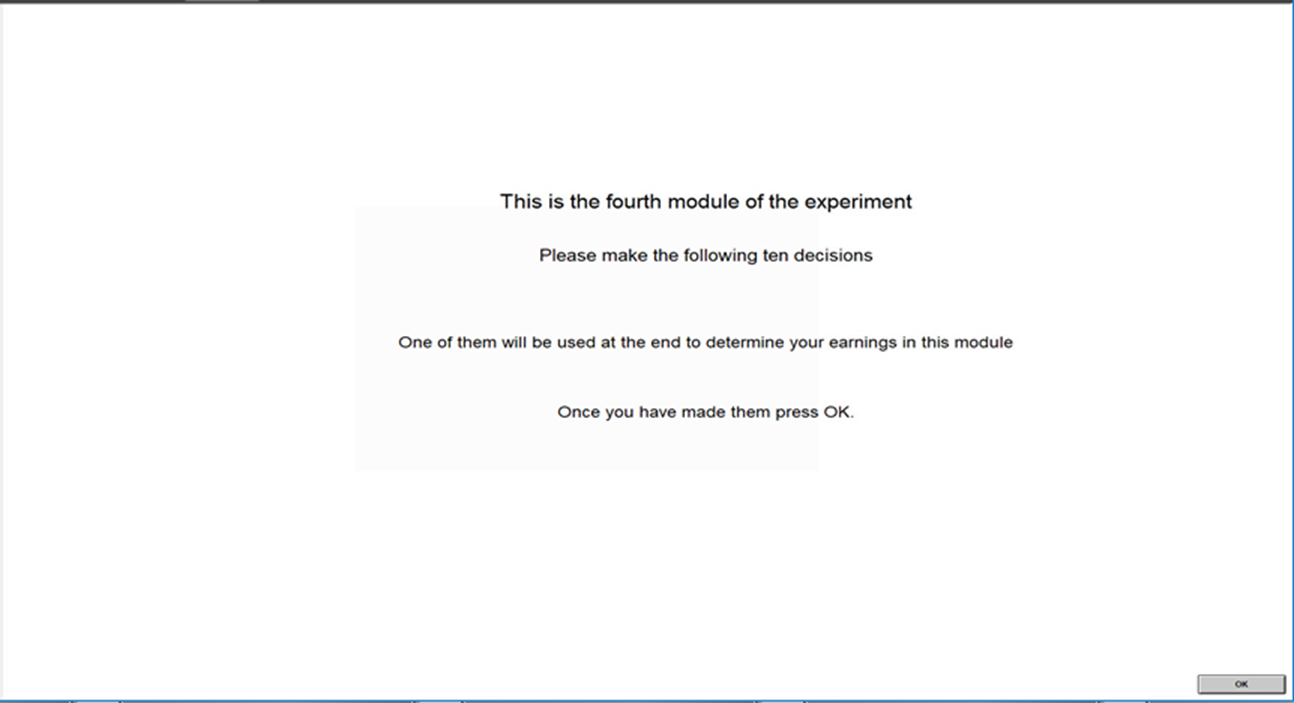 This is the fourth module of the experiment
Please make the following ten decisions
One of them will be used at the end to determine your earnings in this module
Once you have made them press OK.
OK